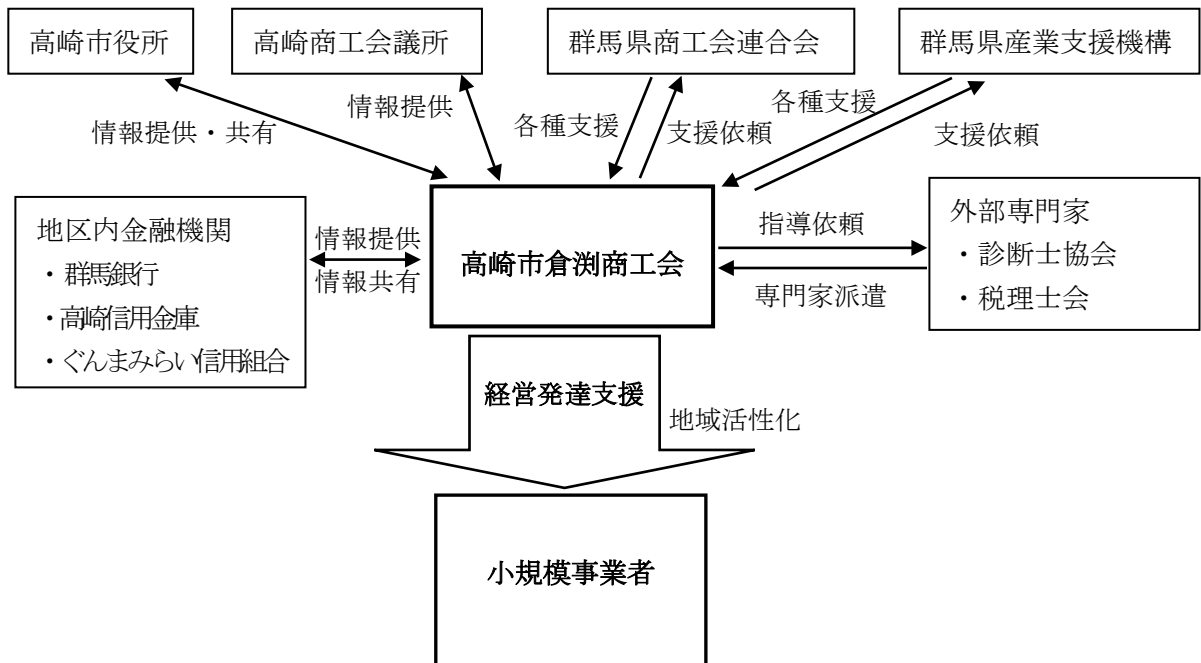 高崎市役所
高崎商工会議所
群馬県商工会連合会
群馬県産業支援機構
情報提供・共有
情報提供
各種支援
支援依頼
各種支援
支援依頼
地区内金融機関
・群馬銀行
・高崎信用金庫
・ぐんまみらい信用組合
情報提供
情報共有
高崎市倉渕商工会
指導依頼
専門家派遣
外部専門家
・診断士協会
・税理士会
経営発達支援
地域活性化
小規模事業者